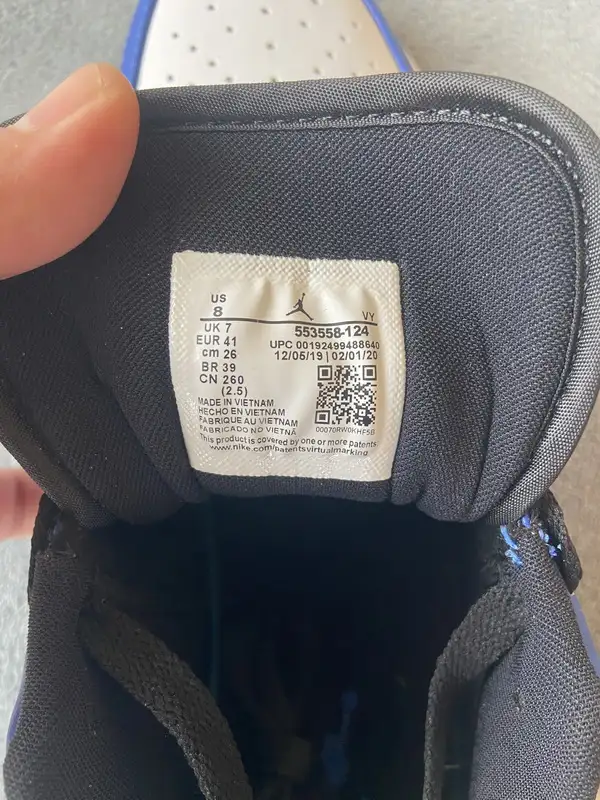 US
8
VY
UK 7
553558-124
EUR 41
UPC 00192499488640
cm 26
12/05/19 | 02/01/20
BR 39
CN 260
(2.5)
00070RW0KHF5B
MADE IN VIETNAM
HECHO EN VIETNAM
FABRIQUE AU VIETNAM
FABRICADO NO VIETNÃ
This product is covered by one or more patents
www.nike.com/patentsvirtualmarking